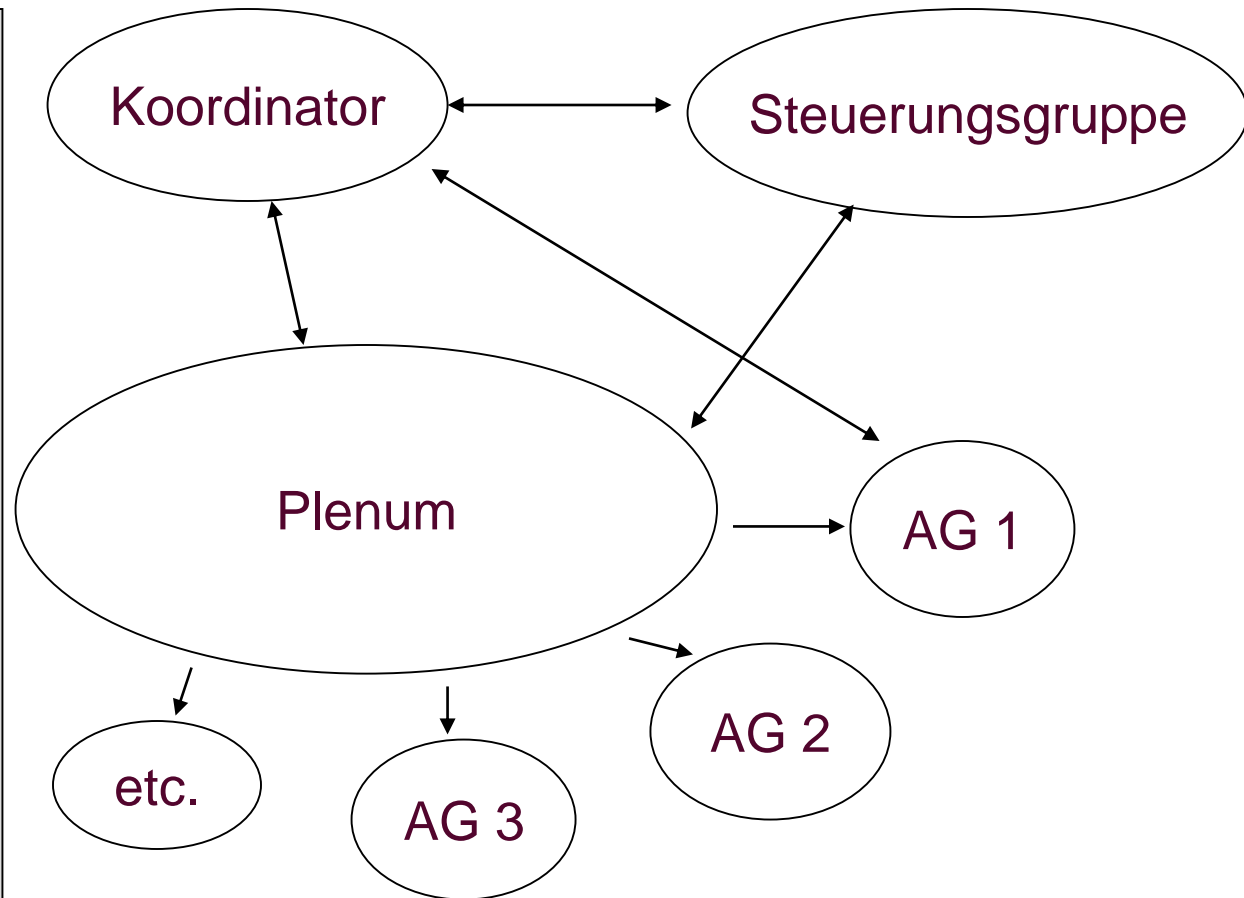 Koordinator
Steuerungsgruppe
Plenum
AG 1
AG 2
etc.
AG 3